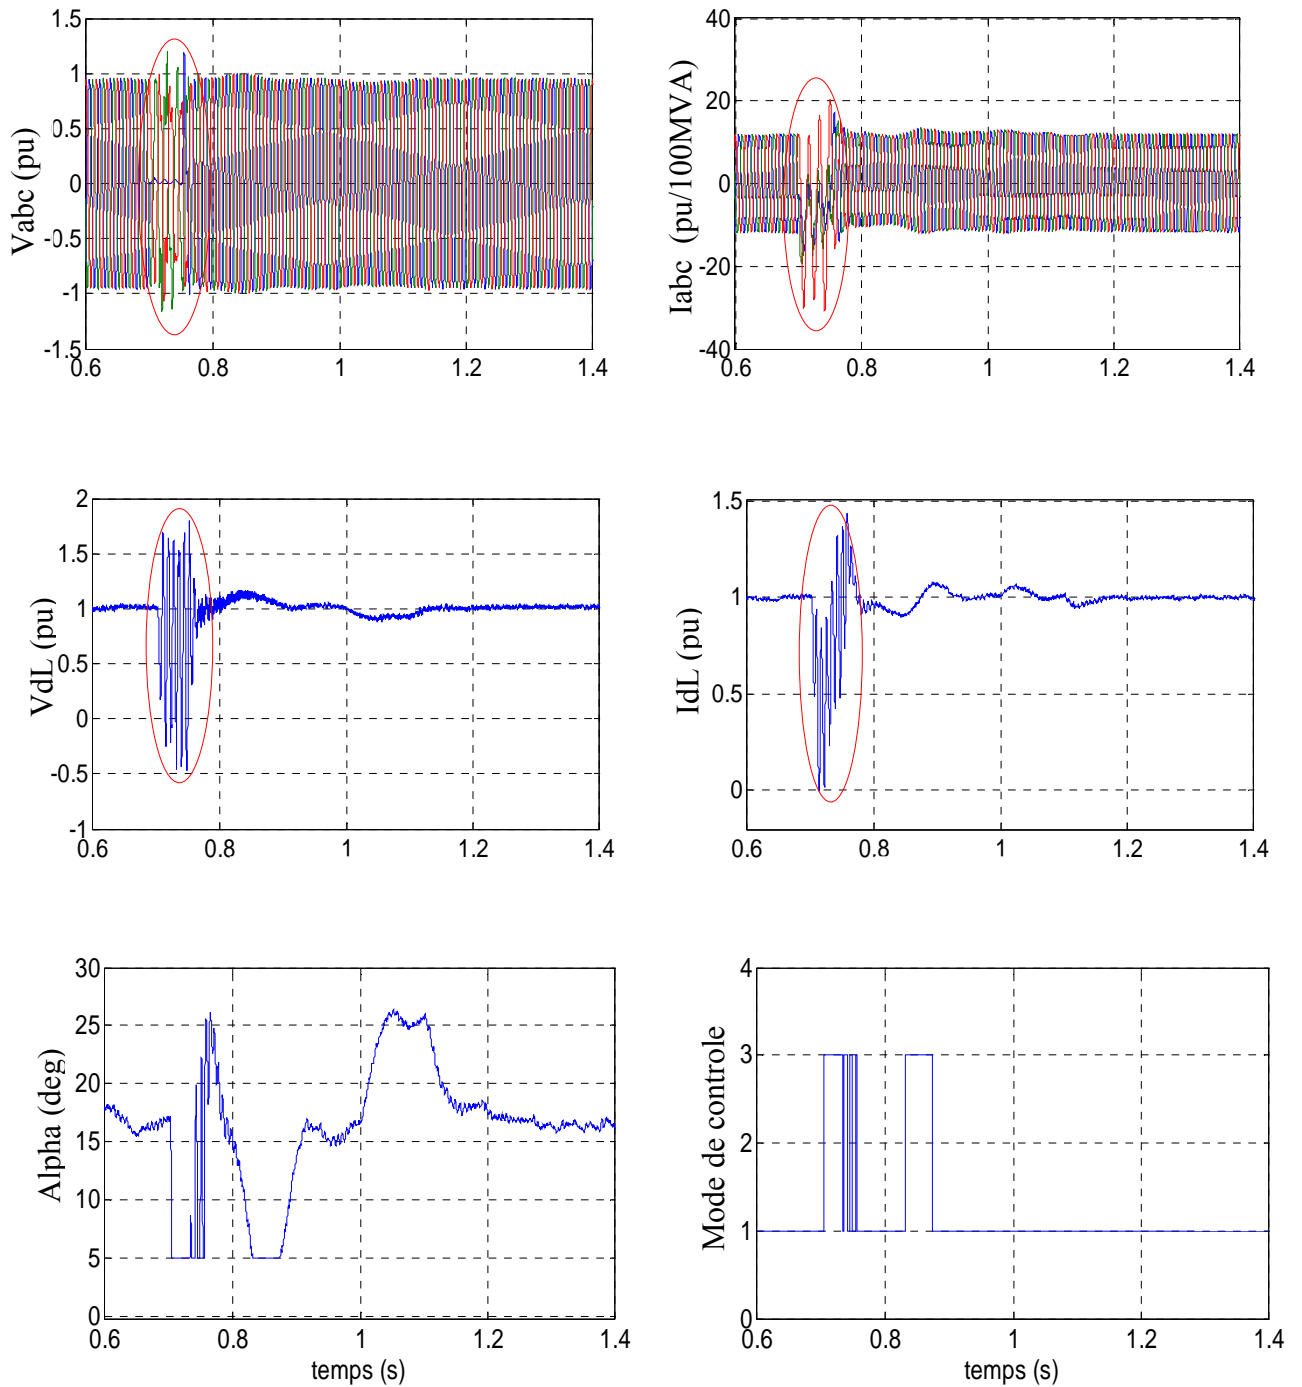 Vabc (pu)
1.5
1
0.5
0
-0.5
-1
-1.5
0.6 0.8 1 1.2 1.4
Iabc (pu/100MVA)
40
20
0
-20
-40
0.6 0.8 1 1.2 1.4
VdL (pu)
2
1.5
1
0.5
0
-0.5
-1
0.6 0.8 1 1.2 1.4
IdL (pu)
1.5
1
0.5
0
0.6 0.8 1 1.2 1.4
Alpha (deg)
30
25
20
15
10
5
0
0.6 0.8 1 1.2 1.4
temps (s)
Mode de controle
4
3
2
1
0
0.6 0.8 1 1.2 1.4
temps (s)